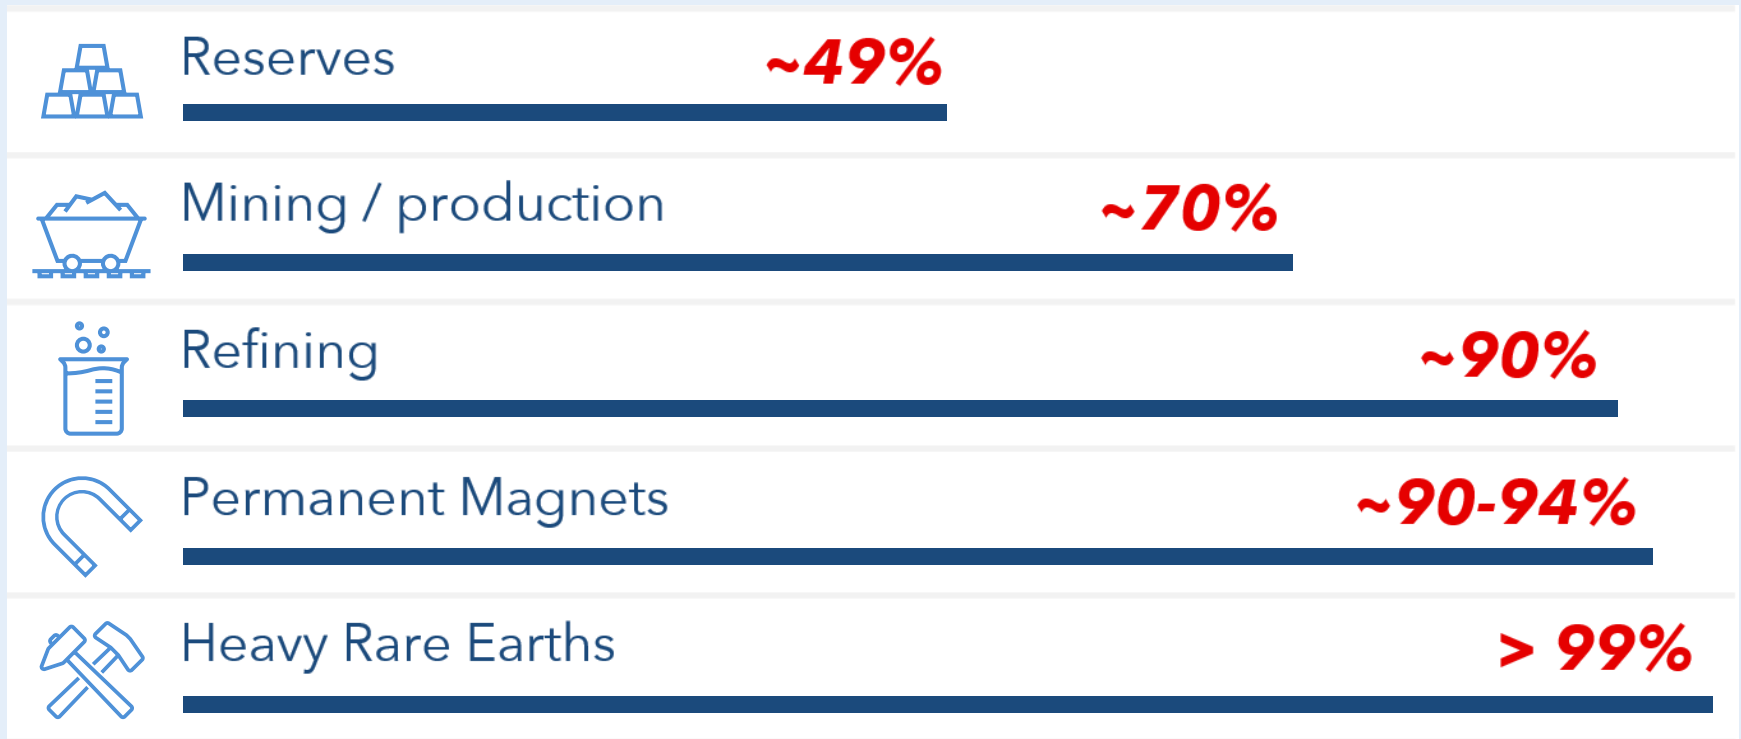 Reserves ~49%
Mining / production ~70%
Refining ~90%
Permanent Magnets ~90-94%
Heavy Rare Earths > 99%